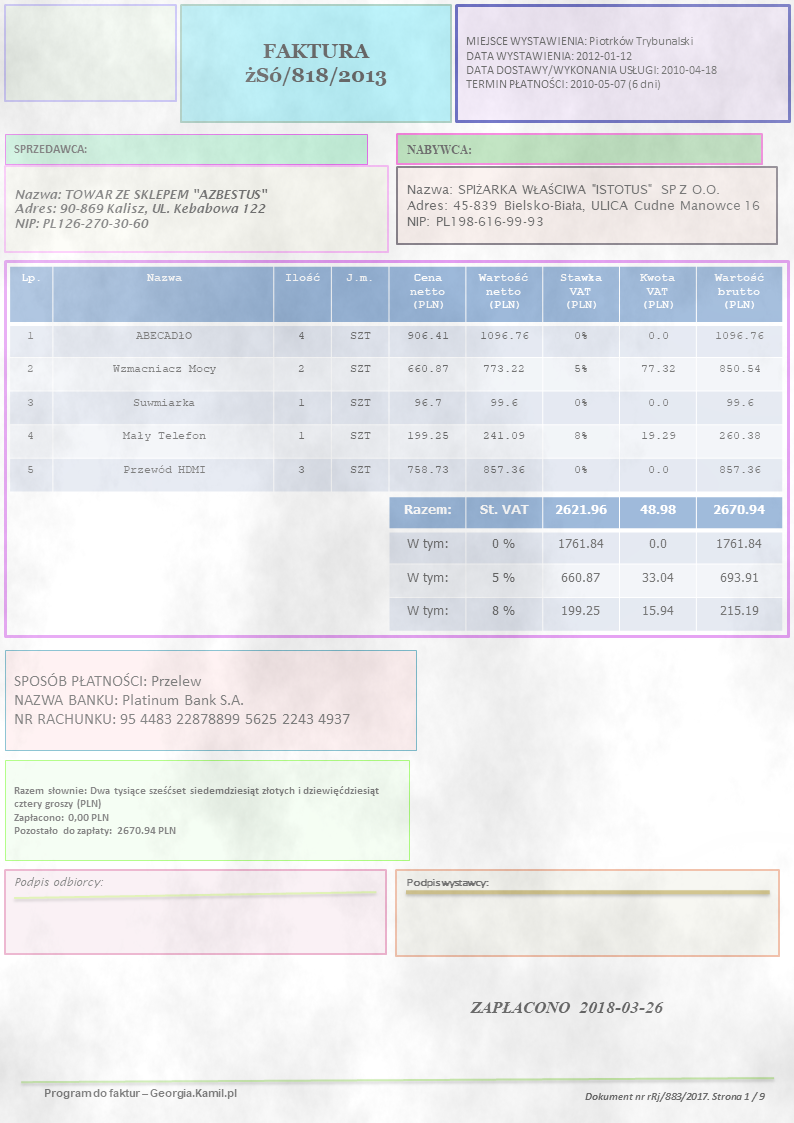 FAKTURA
żSó/818/2013
MIEJSCE WYSTAWIENIA: Piotrków Trybunalski
DATA WYSTAWIENIA: 2012-01-12
DATA DOSTAWY/WYKONANIA USŁUGI: 2010-04-18
TERMIN PŁATNOŚCI: 2010-05-07 (6 dni)
SPRZEDAWCA:
Nazwa: TOWAR ZE SKLEPEM "AZBESTUS"
Adres: 90-869 Kalisz, UL. Kebabowa 122
NIP: PL126-270-30-60
NABYWCA:
Nazwa: SPIŻARKA WŁAŚCIWA "ISTOTUS" SP Z O.O.
Adres: 45-839 Bielsko-Biała, ULICA Cudne Manowce 16
NIP: PL198-616-99-93
Lp. Nazwa Ilość J.m. Cena netto (PLN) Wartość netto (PLN) Stawka VAT (PLN) Kwota VAT (PLN) Wartość brutto (PLN)
1 ABECADŁO 4 SZT 906.41 1096.76 0% 0.0 1096.76
2 Wzmacniacz Mocy 2 SZT 660.87 773.22 5% 77.32 850.54
3 Suwmiarka 1 SZT 96.7 99.6 0% 0.0 99.6
4 Mały Telefon 1 SZT 199.25 241.09 8% 19.29 260.38
5 Przewód HDMI 3 SZT 758.73 857.36 0% 0.0 857.36
Razem: St. VAT 2621.96 48.98 2670.94
W tym: 0 % 1761.84 0.0 1761.84
W tym: 5 % 660.87 33.04 693.91
W tym: 8 % 199.25 15.94 215.19
SPOSÓB PŁATNOŚCI: Przelew
NAZWA BANKU: Platinum Bank S.A.
NR RACHUNKU: 95 4483 22878899 5625 2243 4937
Razem słownie: Dwa tysiące sześćset siedemdziesiąt złotych i dziewięćdziesiąt
cztery groszy (PLN)
Zapłacono: 0,00 PLN
Pozostało do zapłaty: 2670.94 PLN
Podpis odbiorcy:
Podpis wystawcy:
ZAPŁACONO 2018-03-26
Program do faktur – Georgia.Kamil.pl
Dokument nr rRj/883/2017. Strona 1 / 9